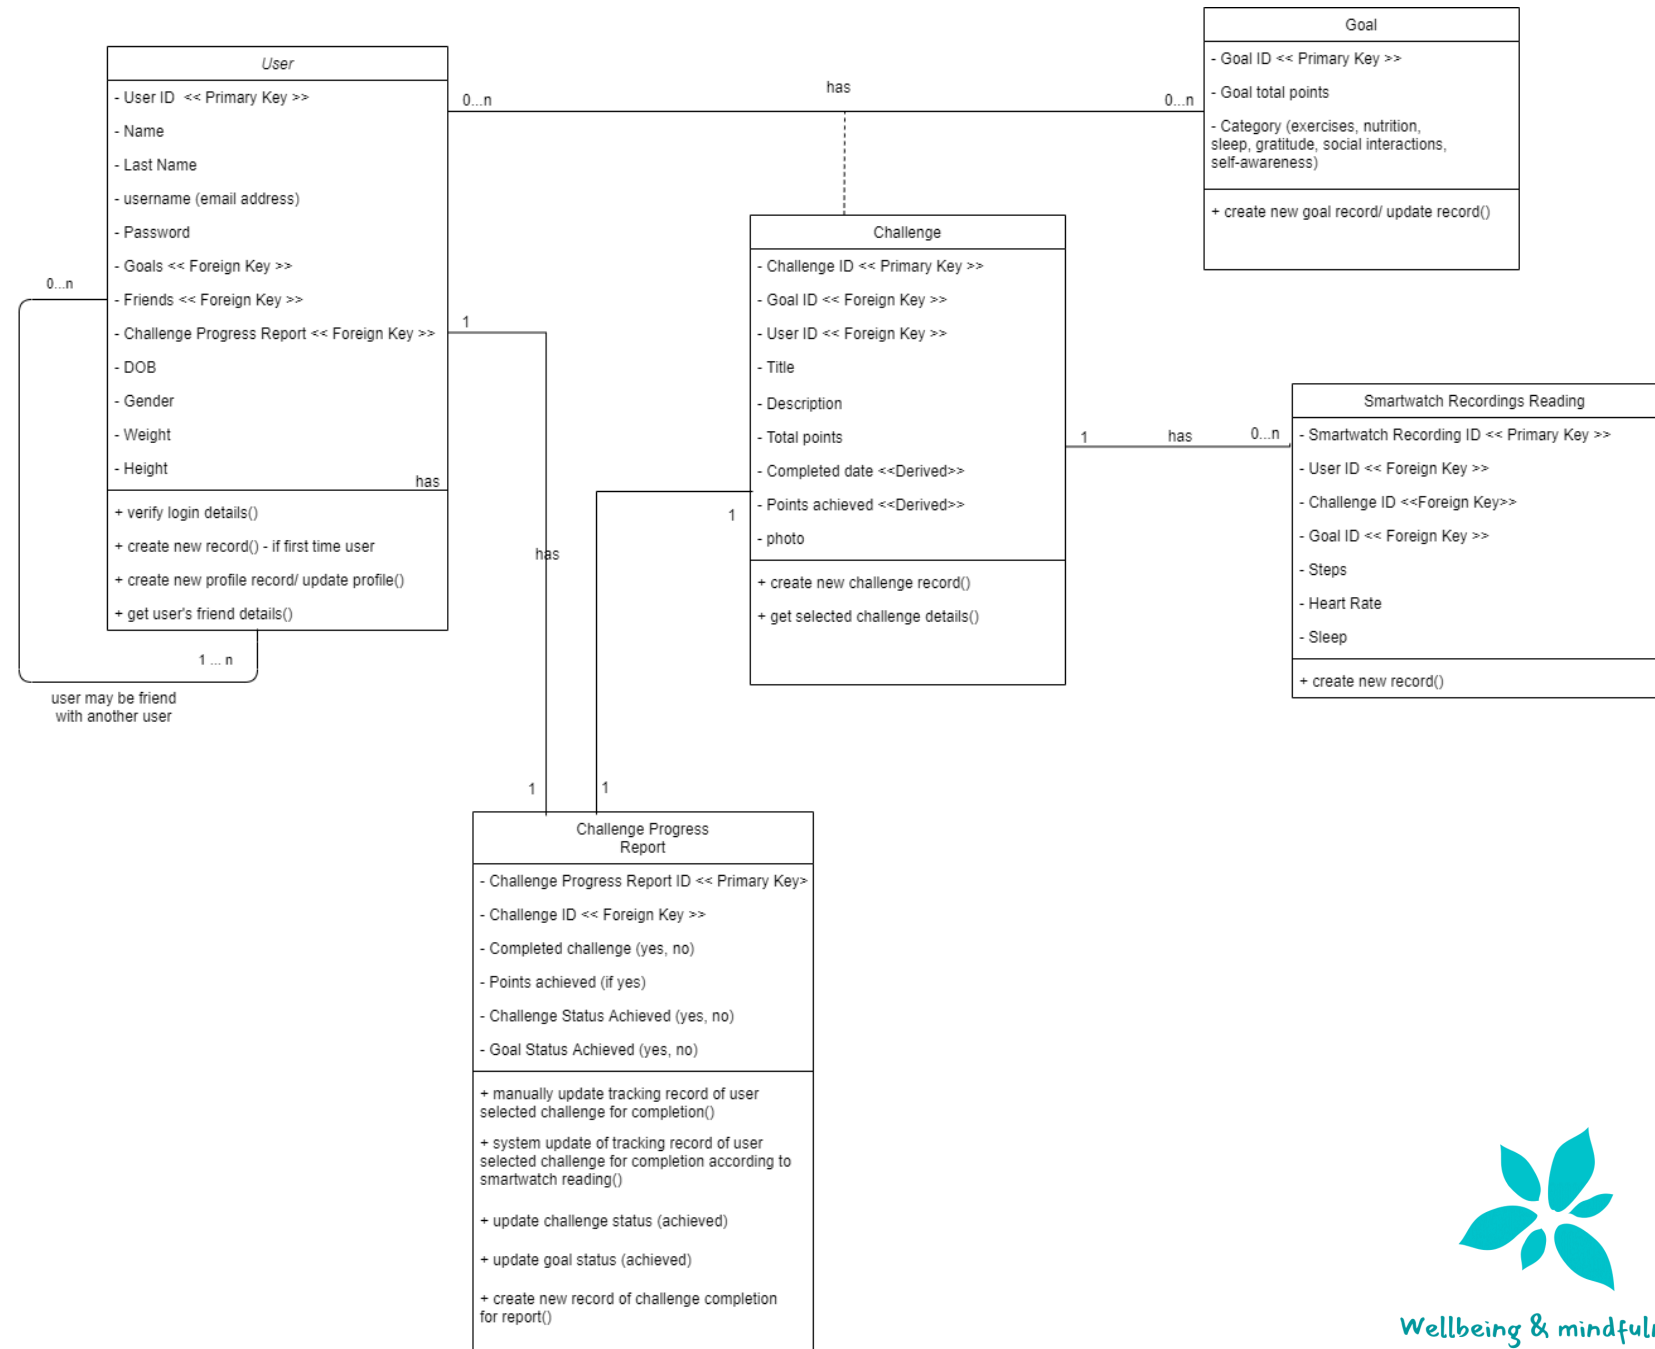 User
- User ID  << Primary Key >>
- Name
- Last Name
- username (email address)
- Password
- Goals << Foreign Key >>
- Friends << Foreign Key >>
- Challenge Progress Report << Foreign Key >>
- DOB
- Gender
- Weight
- Height
has
+ verify login details()
+ create new record() - if first time user
+ create new profile record/ update profile()
+ get user's friend details()
0...n
1 ... n
user may be friend
with another user
0...n
has
0...n
Goal
- Goal ID << Primary Key >>
- Goal total points
- Category (exercises, nutrition,
sleep, gratitude, social interactions,
self-awareness)
+ create new goal record/ update record()
Challenge
- Challenge ID << Primary Key >>
- Goal ID << Foreign Key >>
- User ID << Foreign Key >>
- Title
- Description
- Total points
- Completed date <<Derived>>
- Points achieved <<Derived>>
- photo
+ create new challenge record()
+ get selected challenge details()
1
has
0...n
Smartwatch Recordings Reading
- Smartwatch Recording ID << Primary Key >>
- User ID << Foreign Key >>
- Challenge ID <<Foreign Key>>
- Goal ID << Foreign Key >>
- Steps
- Heart Rate
- Sleep
+ create new record()
1
has
1
1
1
Challenge Progress
Report
- Challenge Progress Report ID << Primary Key>
- Challenge ID << Foreign Key >>
- Completed challenge (yes, no)
- Points achieved (if yes)
- Challenge Status Achieved (yes, no)
- Goal Status Achieved (yes, no)
+ manually update tracking record of user
selected challenge for completion()
+ system update of tracking record of user
selected challenge for completion according to
smartwatch reading()
+ update challenge status (achieved)
+ update goal status (achieved)
+ create new record of challenge completion
for report()
Wellbeing & mindful